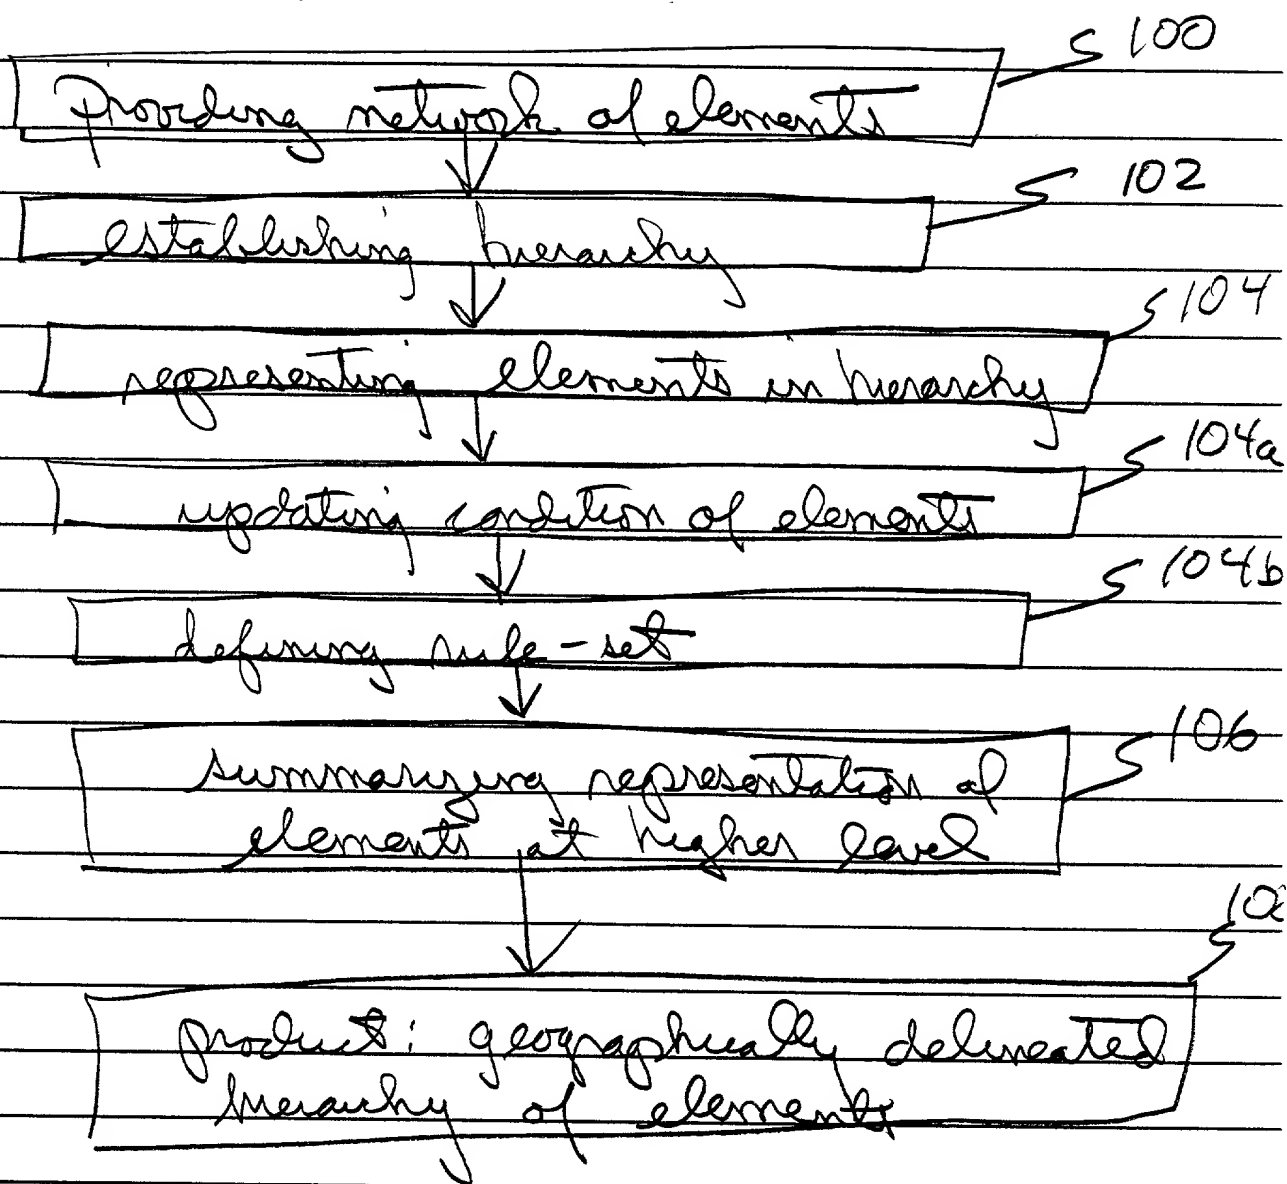 100
Providing network of elements
102
establishing hierarchy
104
representing elements in hierarchy
104a
updating condition of elements
104b
defining rule-set
106
summarizing representation of
elements at higher level
product: geographically delineated
hierarchy of elements